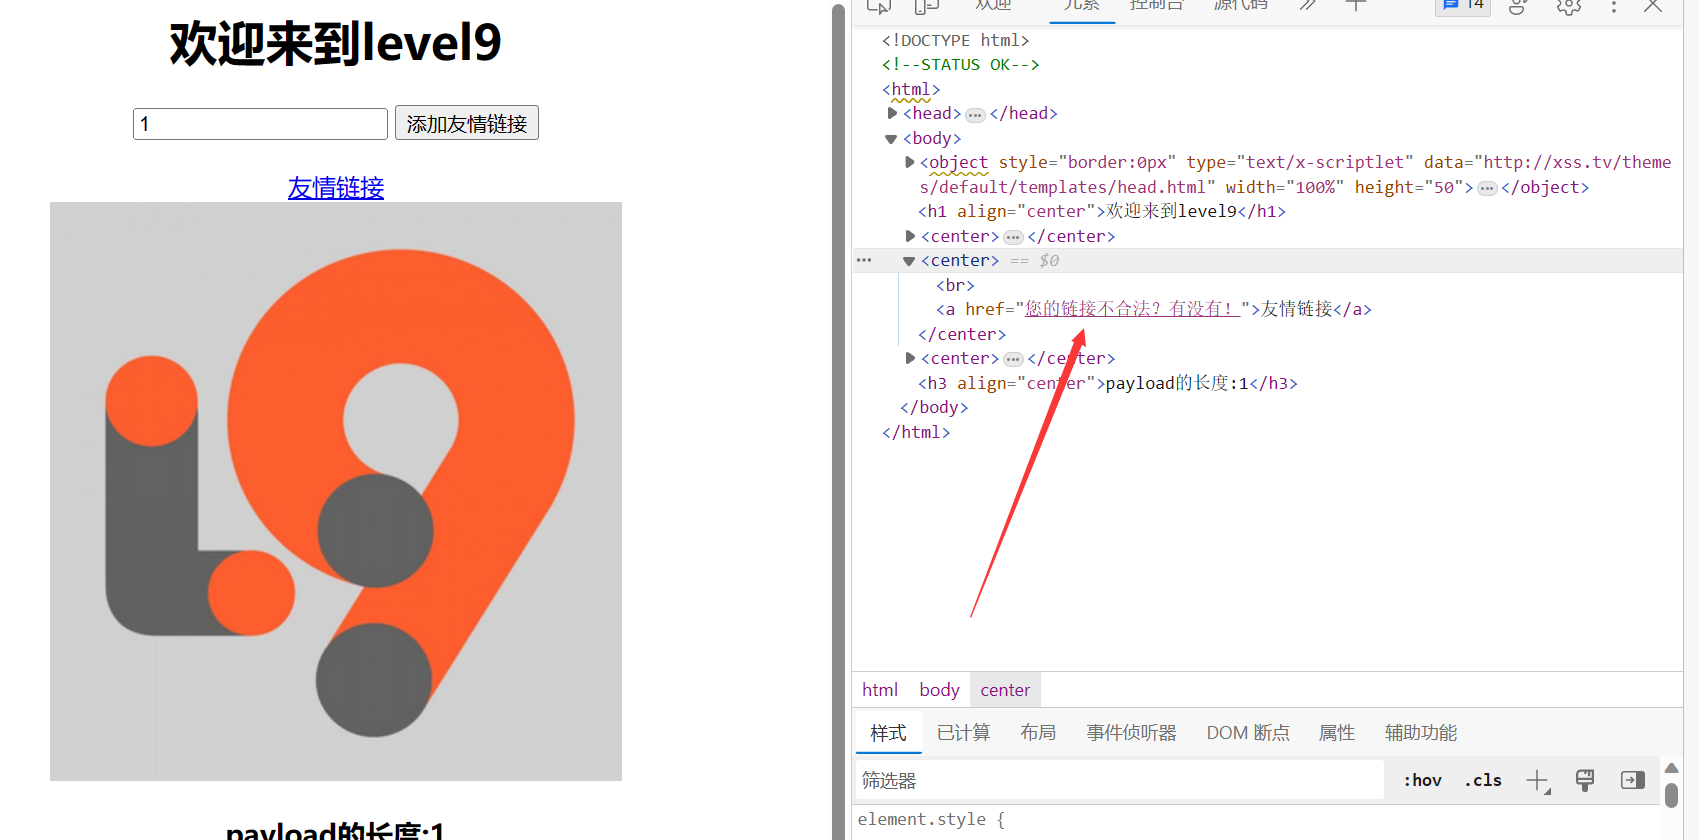 欢迎来到level9
1 添加友情链接
友情链接
payload的长度:1
欢迎 元素 控制台 源代码 14
<!DOCTYPE html>
<!--STATUS OK-->
<html>
<head> ••• </head>
<body>
<object style="border:0px" type="text/x-scriptlet" data="http://xss.tv/theme
s/default/templates/head.html" width="100%" height="50"> ••• </object>
<h1 align="center">欢迎来到level9</h1>
<center> ••• </center>
••• <center> == $0
<br>
<a href="您的链接不合法？有没有！">友情链接</a>
</center>
<center> ••• </center>
<h3 align="center">payload的长度:1</h3>
</body>
</html>
html body center
样式 已计算 布局 事件侦听器 DOM 断点 属性 辅助功能
筛选器 :hov .cls
element.style {